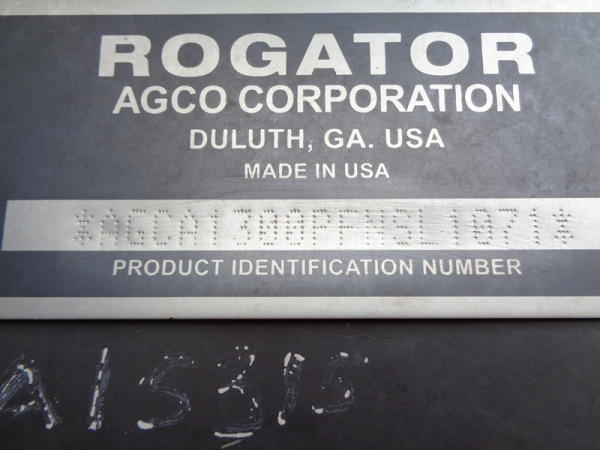 ROGATOR
AGCO CORPORATION
DULUTH, GA. USA
MADE IN USA
*AGCA1300PFHSL1071*
PRODUCT IDENTIFICATION NUMBER
A15315